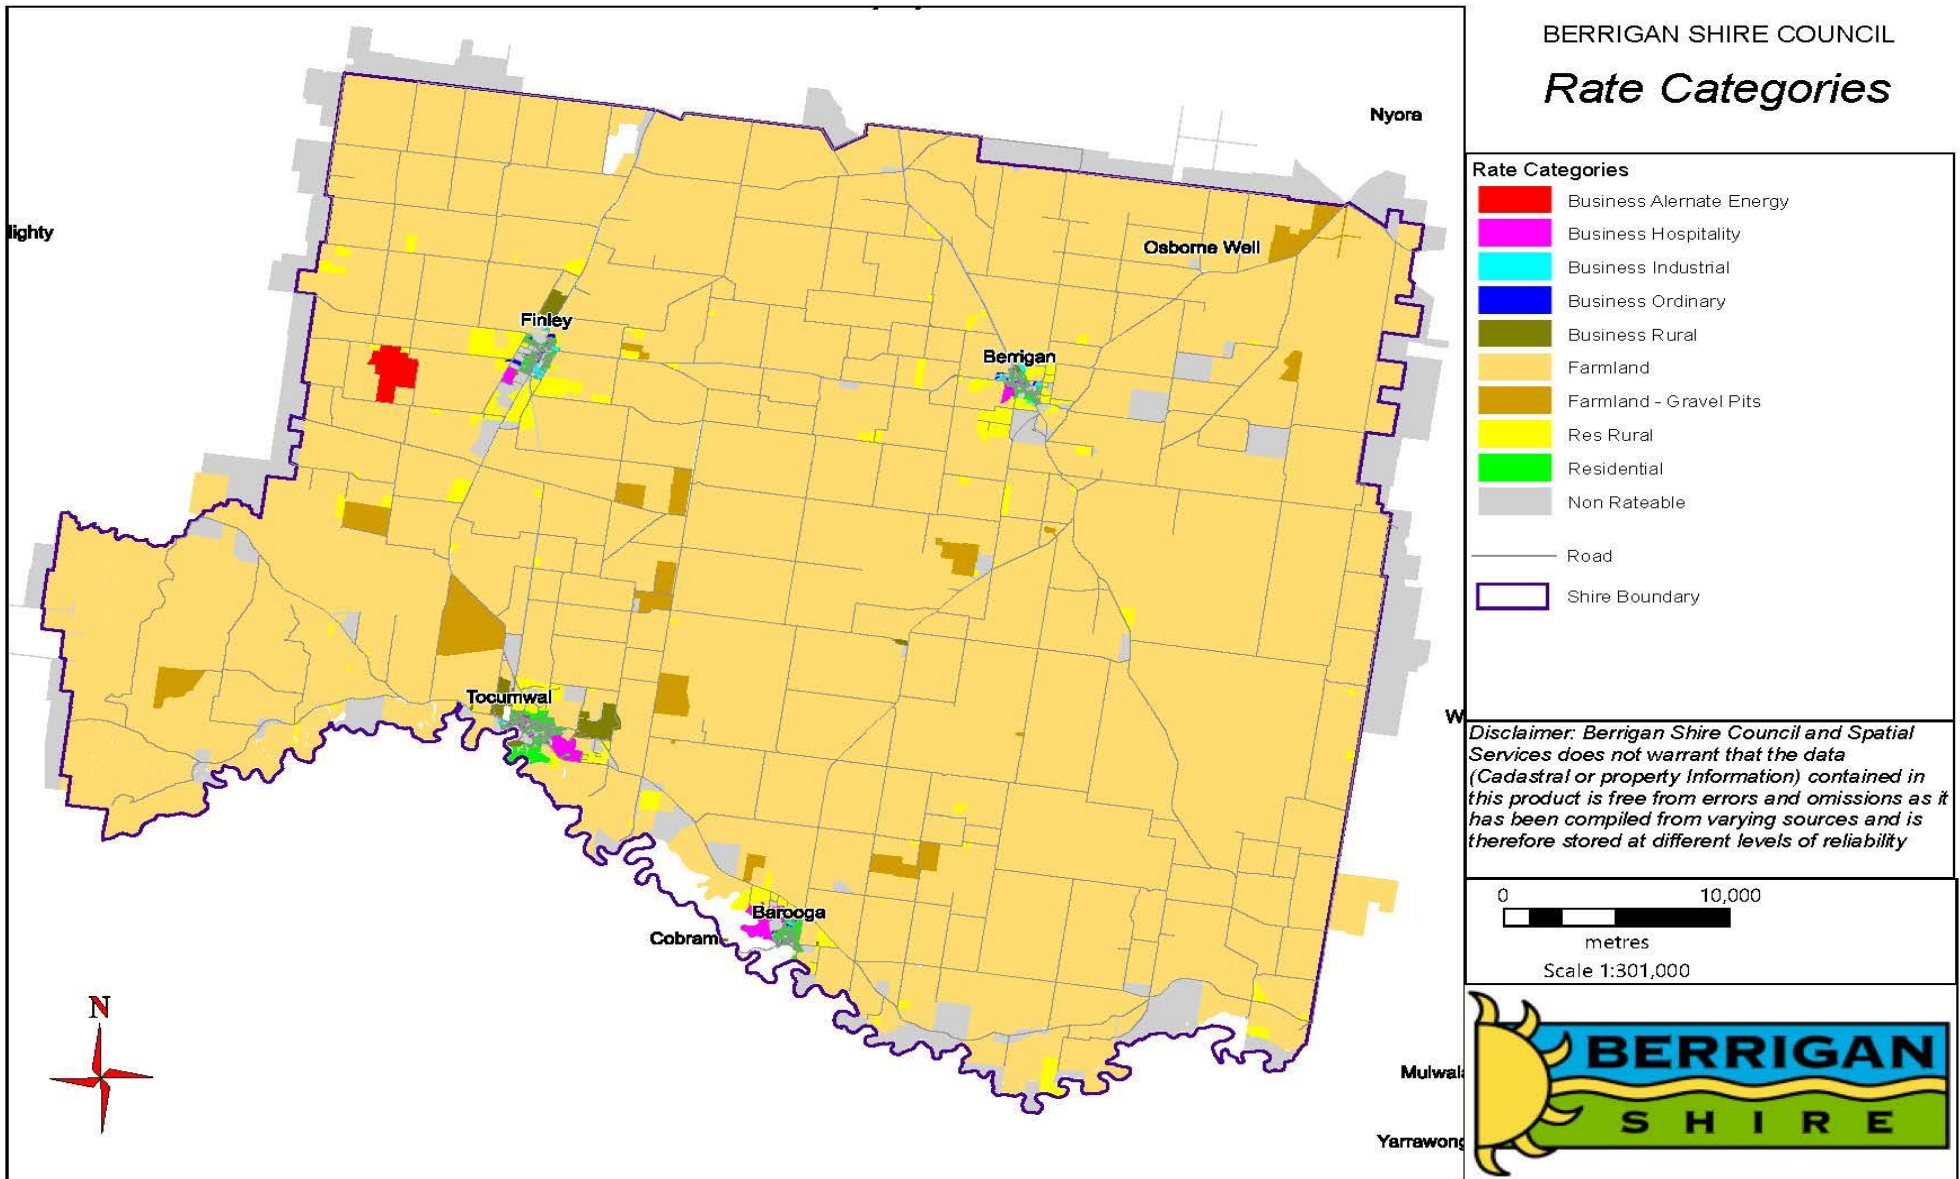 BERRIGAN SHIRE COUNCIL
Rate Categories
Nyora
lighty
Osborne Well
Finley
Berrigan
Tocumwal
Barooga
Cobram
Mulwala
Yarrawong
W
N
Rate Categories
Business Alernate Energy
Business Hospitality
Business Industrial
Business Ordinary
Business Rural
Farmland
Farmland - Gravel Pits
Res Rural
Residential
Non Rateable
Road
Shire Boundary
Disclaimer: Berrigan Shire Council and Spatial
Services does not warrant that the data
(Cadastral or property Information) contained in
this product is free from errors and omissions as it
has been compiled from varying sources and is
therefore stored at different levels of reliability
0 10,000
metres
Scale 1:301,000
BERRIGAN
SHIRE